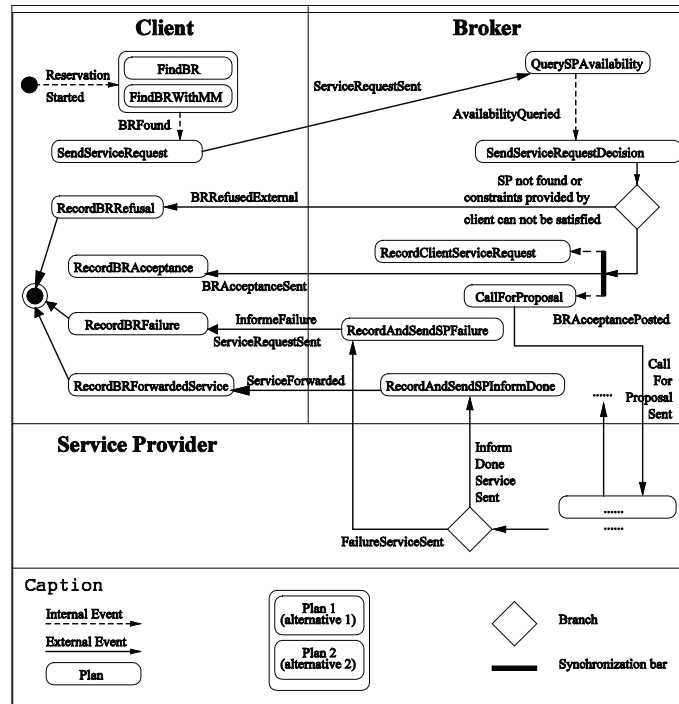 Client
Broker
Reservation
Started
FindBR
FindBRWithMM
BRFound
SendServiceRequest
ServiceRequestSent
QuerySPAvailability
AvailabilityQueried
SendServiceRequestDecision
SP not found or
constraints provided by
client can not be satisfied
BRRefusedExternal
RecordBRRefusal
RecordClientServiceRequest
RecordBRAcceptance
BRAcceptanceSent
CallForProposal
BRAcceptancePosted
RecordBRFailure
InformeFailure
ServiceRequestSent
RecordAndSendSPFailure
Call
For
Proposal
Sent
RecordBRForwardedService
ServiceForwarded
RecordAndSendSPInformDone
......
Service Provider
Inform
Done
Service
Sent
......
......
FailureServiceSent
Caption
Internal Event
External Event
Plan
Plan 1
(alternative 1)
Plan 2
(alternative 2)
Branch
Synchronization bar